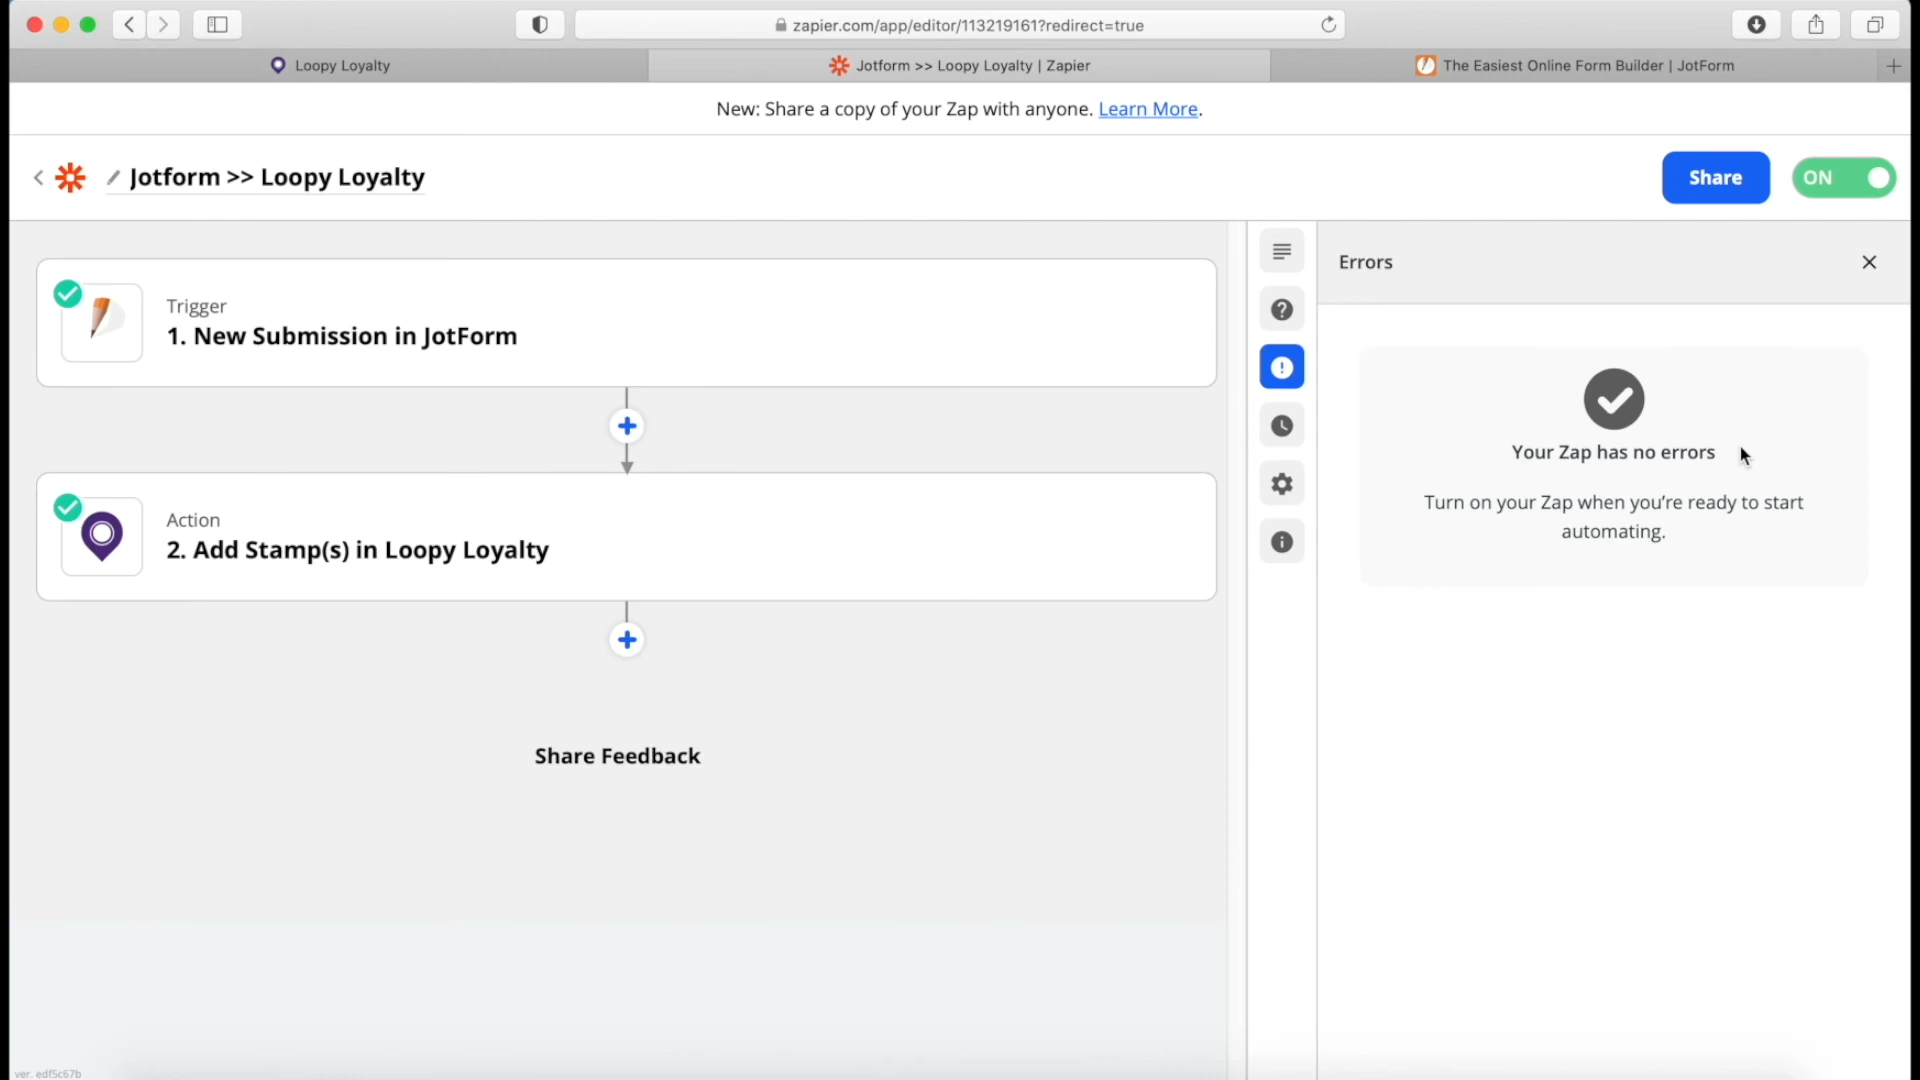 zapier.com/app/editor/113219161?redirect=true
Loopy Loyalty
Jotform >> Loopy Loyalty | Zapier
The Easiest Online Form Builder | JotForm
New: Share a copy of your Zap with anyone. Learn More.
Jotform >> Loopy Loyalty
Share
ON
Errors
Trigger
1. New Submission in JotForm
Your Zap has no errors
Turn on your Zap when you’re ready to start
automating.
Action
2. Add Stamp(s) in Loopy Loyalty
Share Feedback
ver. edf5c67b